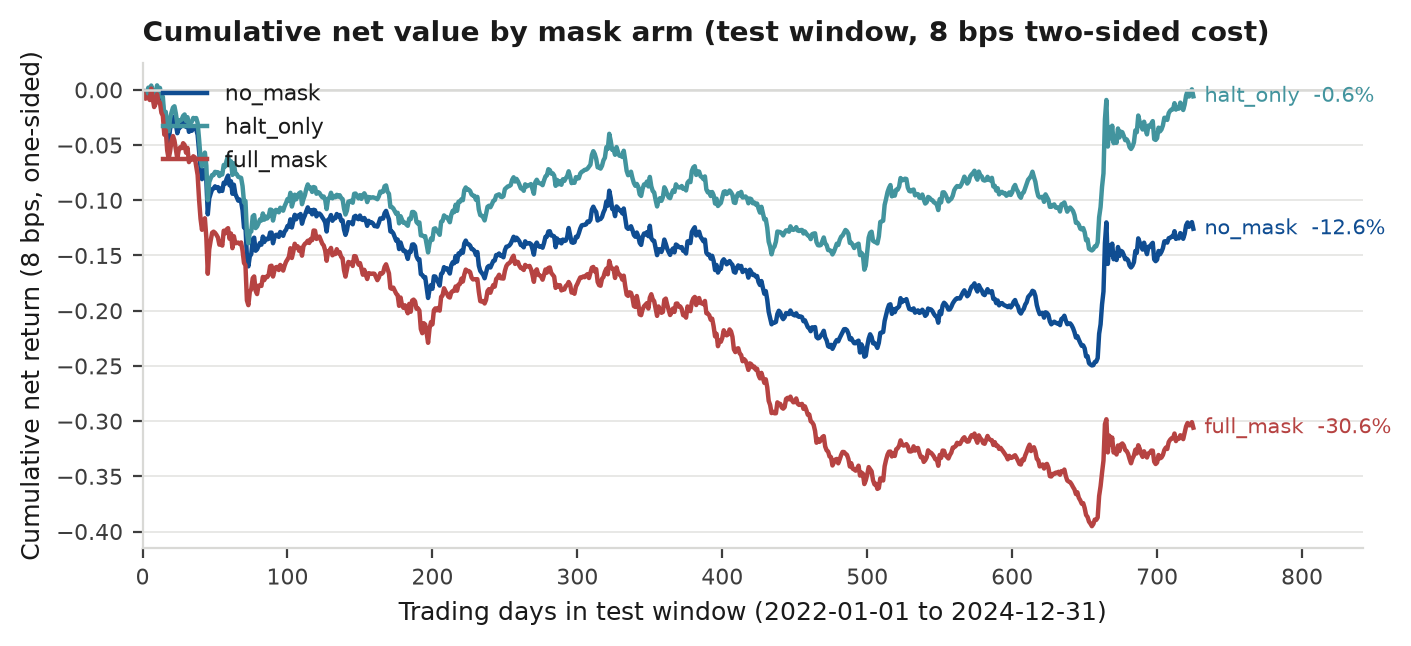 Cumulative net value by mask arm (test window, 8 bps two-sided cost)
Cumulative net return (8 bps, one-sided)
0.00
−0.05
−0.10
−0.15
−0.20
−0.25
−0.30
−0.35
−0.40
no_mask
halt_only
full_mask
halt_only -0.6%
no_mask -12.6%
full_mask -30.6%
0 100 200 300 400 500 600 700 800
Trading days in test window (2022-01-01 to 2024-12-31)